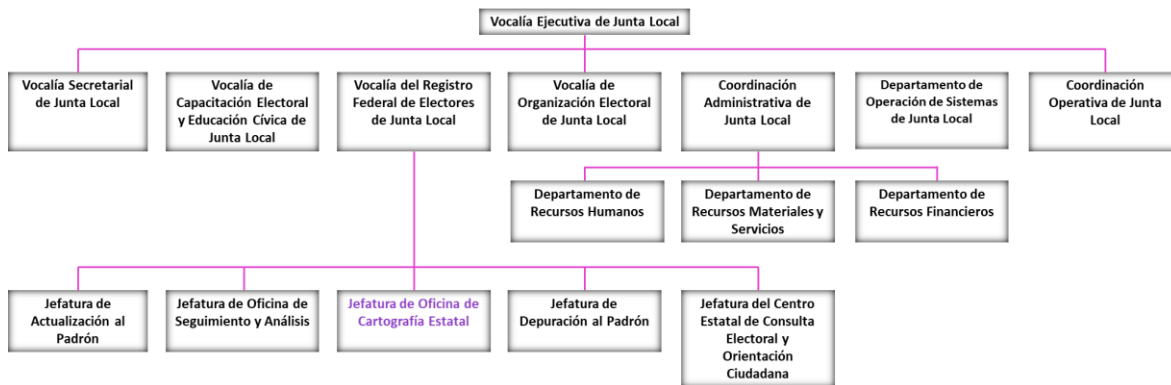 Vocalía Ejecutiva de Junta Local
Vocalía Secretarial
de Junta Local
Vocalía de
Capacitación Electoral
y Educación Cívica de
Junta Local
Vocalía del Registro
Federal de Electores
de Junta Local
Vocalía de
Organización Electoral
de Junta Local
Coordinación
Administrativa de
Junta Local
Departamento de
Operación de Sistemas
de Junta Local
Coordinación
Operativa de Junta
Local
Departamento de
Recursos Humanos
Departamento de
Recursos Materiales y
Servicios
Departamento de
Recursos Financieros
Jefatura de
Actualización al
Padrón
Jefatura de Oficina de
Seguimiento y Análisis
Jefatura de Oficina de
Cartografía Estatal
Jefatura de
Depuración al Padrón
Jefatura del Centro
Estatal de Consulta
Electoral y
Orientación
Ciudadana